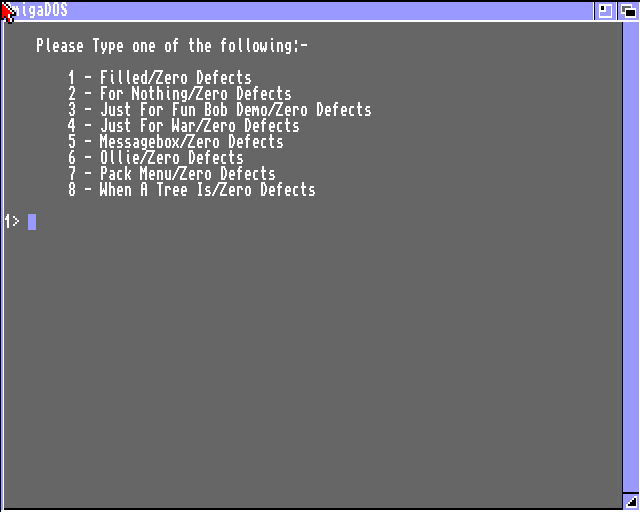 AmigaDOS
Please Type one of the following:-
1 - Filled/Zero Defects
2 - For Nothing/Zero Defects
3 - Just For Fun Bob Demo/Zero Defects
4 - Just For War/Zero Defects
5 - Messagebox/Zero Defects
6 - Ollie/Zero Defects
7 - Pack Menu/Zero Defects
8 - When A Tree Is/Zero Defects
1>